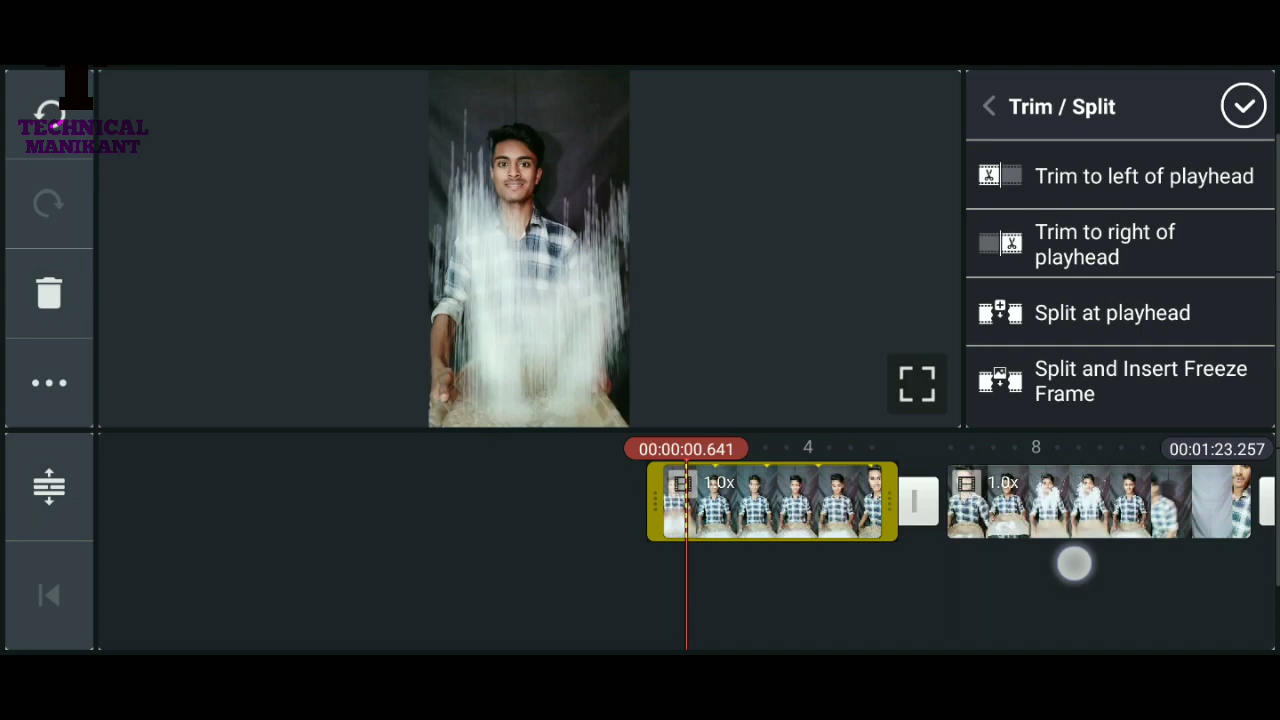 TECHNICAL
MANIKANT
Trim / Split
Trim to left of playhead
Trim to right of
playhead
Split at playhead
Split and Insert Freeze
Frame
00:00:00.641
4
8
00:01:23.257
1.0x
1.0x